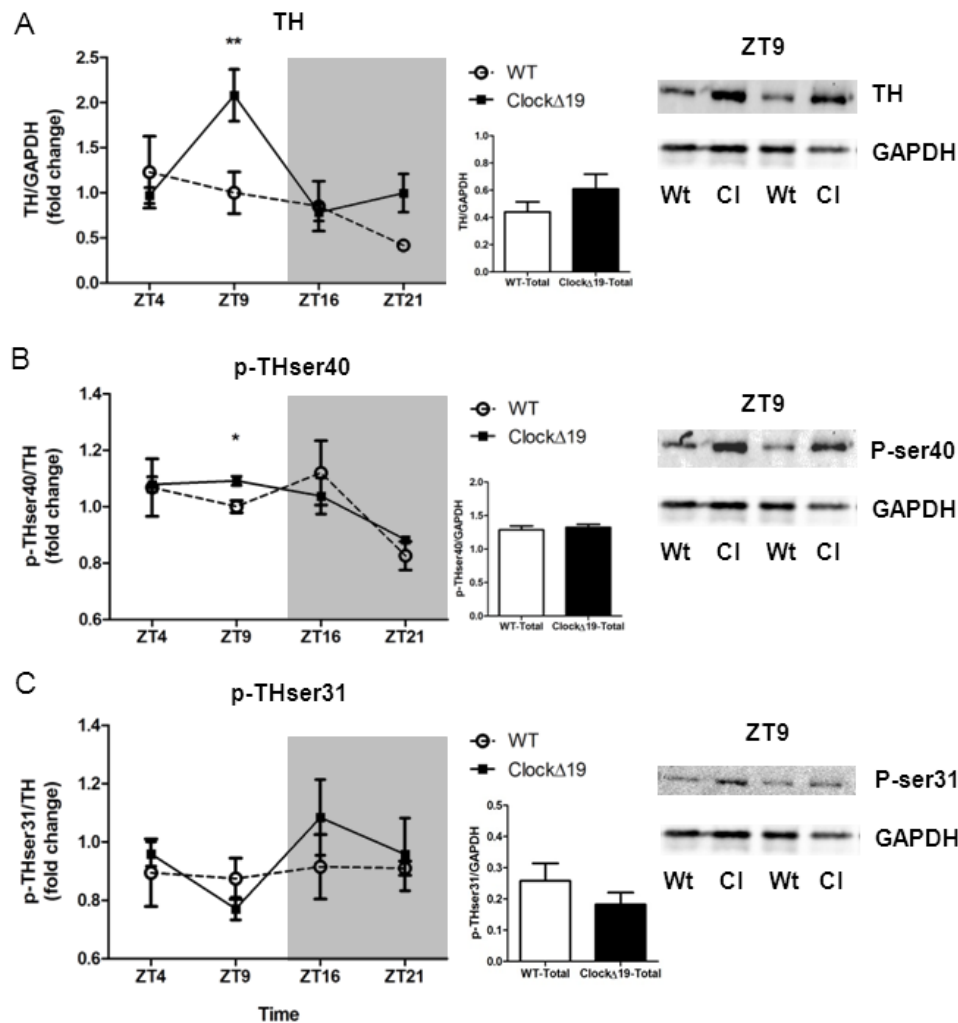 A
TH
**
TH/GAPDH
(fold change)
2.5
2.0
1.5
1.0
0.5
0.0
ZT4 ZT9 ZT16 ZT21
WT
ClockΔ19
TH/GAPDH
1.0
0.8
0.6
0.4
0.2
0.0
WT-Total ClockΔ19-Total
ZT9
TH
GAPDH
Wt Cl Wt Cl
B
p-THser40
*
p-THser40/TH
(fold change)
1.4
1.2
1.0
0.8
0.6
ZT4 ZT9 ZT16 ZT21
WT
ClockΔ19
p-THser40/GAPDH
2.0
1.5
1.0
0.5
0.0
WT-Total ClockΔ19-Total
ZT9
P-ser40
GAPDH
Wt Cl Wt Cl
C
p-THser31
p-THser31/TH
(fold change)
1.4
1.2
1.0
0.8
0.6
ZT4 ZT9 ZT16 ZT21
Time
WT
ClockΔ19
p-THser31/GAPDH
0.5
0.4
0.3
0.2
0.1
0.0
WT-Total ClockΔ19-Total
ZT9
P-ser31
GAPDH
Wt Cl Wt Cl